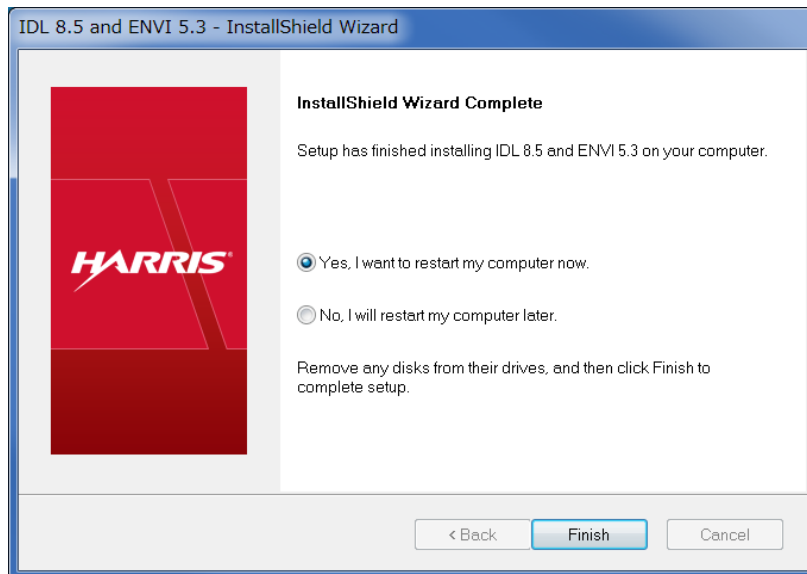 IDL 8.5 and ENVI 5.3 - InstallShield Wizard
InstallShield Wizard Complete
Setup has finished installing IDL 8.5 and ENVI 5.3 on your computer.
HARRIS®
Yes, I want to restart my computer now.
No, I will restart my computer later.
Remove any disks from their drives, and then click Finish to
complete setup.
< Back
Finish
Cancel